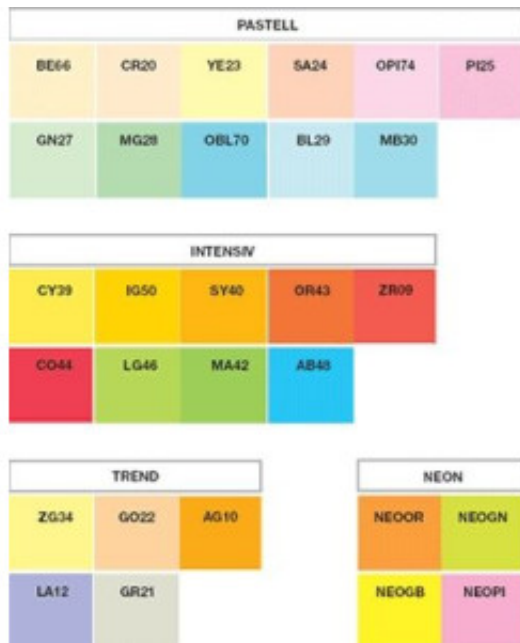 PASTELL
BE66 CR20 YE23 SA24 OPI74 PI25
GN27 MG28 OBL70 BL29 MB30
INTENSIV
CY39 IG50 SY40 OR43 ZR09
CO44 LG46 MA42 AB48
TREND
ZG34 GO22 AG10
LA12 GR21
NEON
NEOOR NEOGN
NEOGB NEOPI